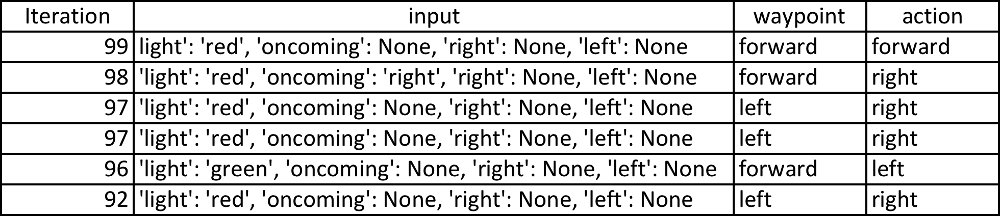 Iteration input waypoint action
99 light': 'red', 'oncoming': None, 'right': None, 'left': None forward forward
98 'light': 'red', 'oncoming': 'right', 'right': None, 'left': None forward right
97 'light': 'red', 'oncoming': None, 'right': None, 'left': None left right
97 'light': 'red', 'oncoming': None, 'right': None, 'left': None left right
96 'light': 'green', 'oncoming': None, 'right': None, 'left': None forward left
92 'light': 'red', 'oncoming': None, 'right': None, 'left': None left right